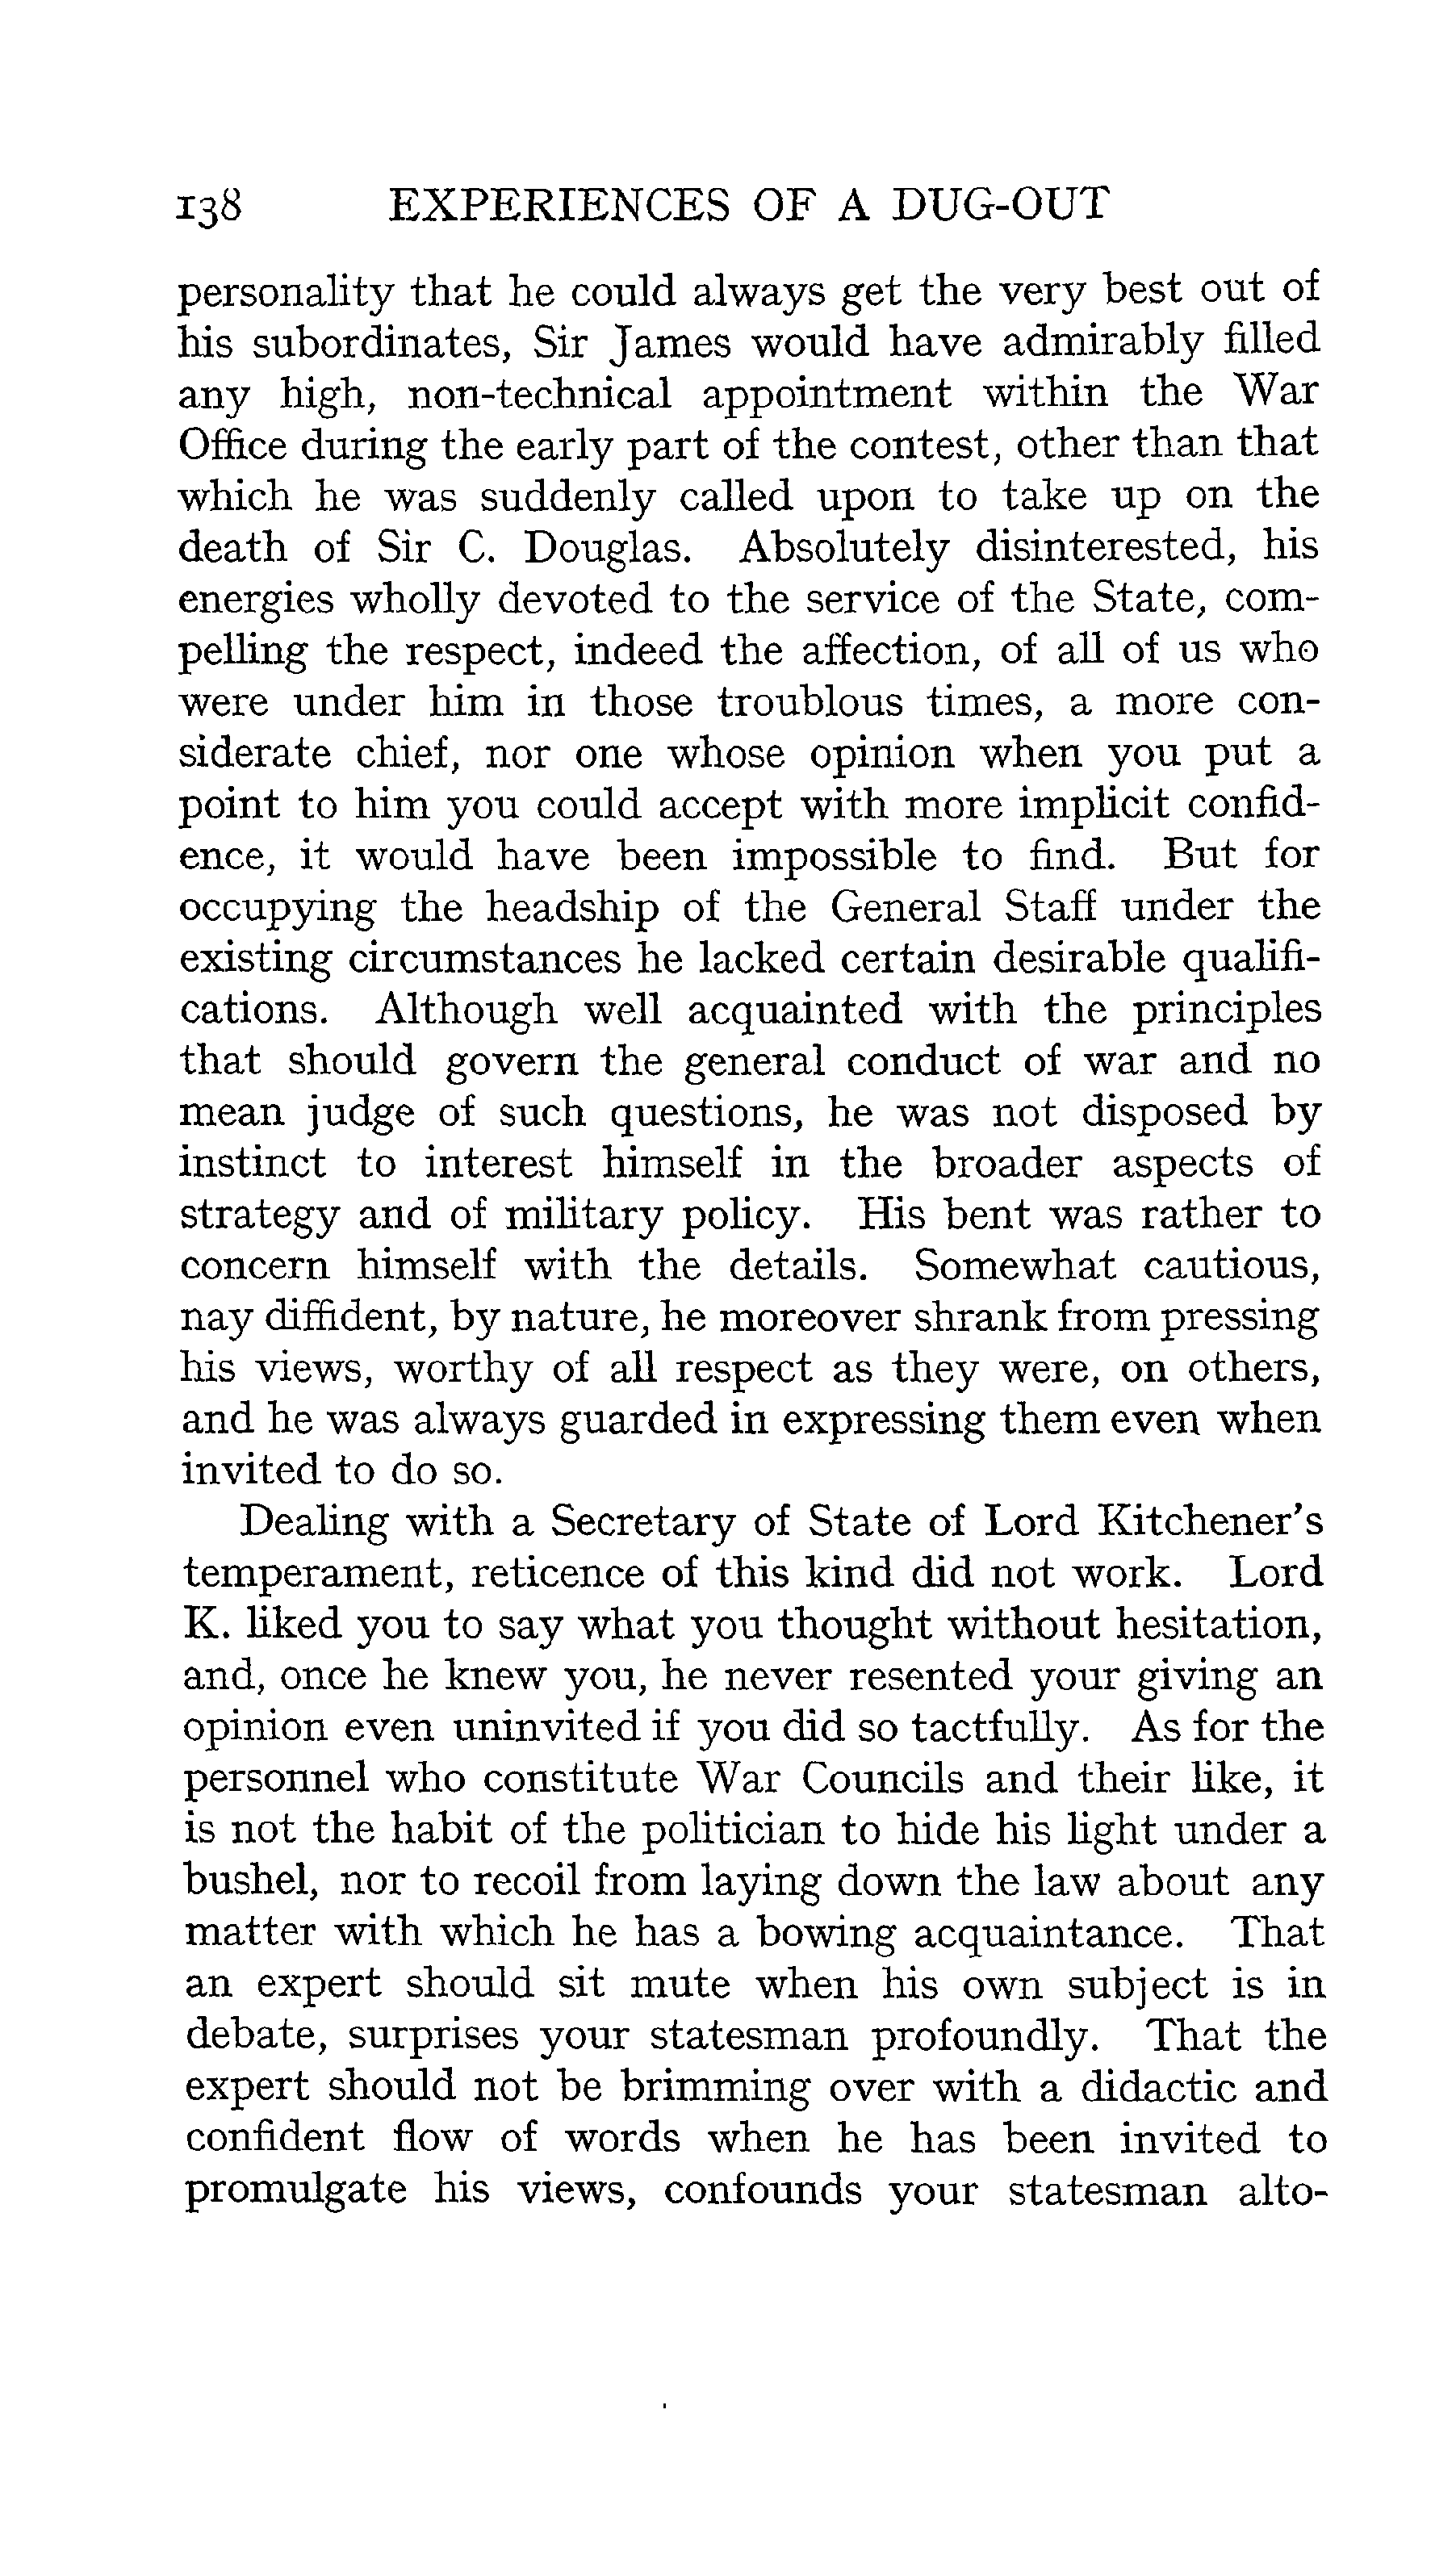 138 EXPERIENCES OF A DUG-OUT
personality that he could always get the very best out of
his subordinates, Sir James would have admirably filled
any high, non-technical appointment within the War
Office during the early part of the contest, other than that
which he was suddenly called upon to take up on the
death of Sir C. Douglas. Absolutely disinterested, his
energies wholly devoted to the service of the State, com-
pelling the respect, indeed the affection, of all of us who
were under him in those troublous times, a more con-
siderate chief, nor one whose opinion when you put a
point to him you could accept with more implicit confid-
ence, it would have been impossible to find. But for
occupying the headship of the General Staff under the
existing circumstances he lacked certain desirable qualifi-
cations. Although well acquainted with the principles
that should govern the general conduct of war and no
mean judge of such questions, he was not disposed by
instinct to interest himself in the broader aspects of
strategy and of military policy. His bent was rather to
concern himself with the details. Somewhat cautious,
nay diffident, by nature, he moreover shrank from pressing
his views, worthy of all respect as they were, on others,
and he was always guarded in expressing them even when
invited to do so.
Dealing with a Secretary of State of Lord Kitchener's
temperament, reticence of this kind did not work. Lord
K. liked you to say what you thought without hesitation,
and, once he knew you, he never resented your giving an
opinion even uninvited if you did so tactfully. As for the
personnel who constitute War Councils and their like, it
is not the habit of the politician to hide his light under a
bushel, nor to recoil from laying down the law about any
matter with which he has a bowing acquaintance. That
an expert should sit mute when his own subject is in
debate, surprises your statesman profoundly. That the
expert should not be brimming over with a didactic and
confident flow of words when he has been invited to
promulgate his views, confounds your statesman alto-